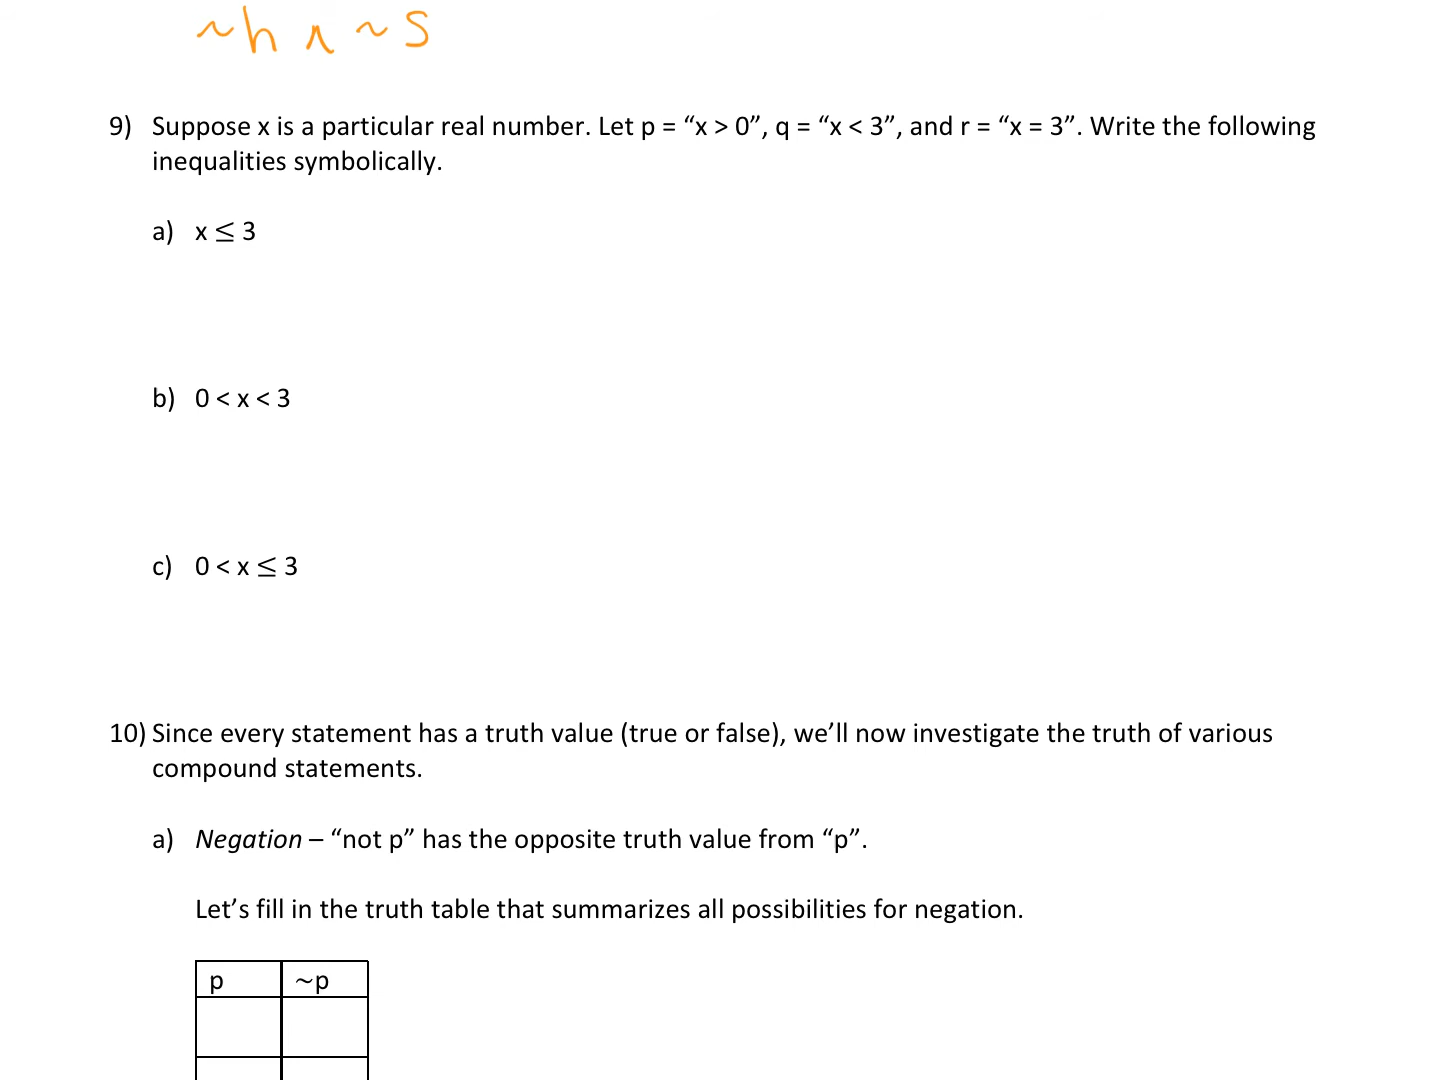 ~h ∧ ~s
9) Suppose x is a particular real number. Let p = “x > 0”, q = “x < 3”, and r = “x = 3”. Write the following
inequalities symbolically.
a) x ≤ 3
b) 0 < x < 3
c) 0 < x ≤ 3
10) Since every statement has a truth value (true or false), we’ll now investigate the truth of various
compound statements.
a) Negation – “not p” has the opposite truth value from “p”.
Let’s fill in the truth table that summarizes all possibilities for negation.
p ~p